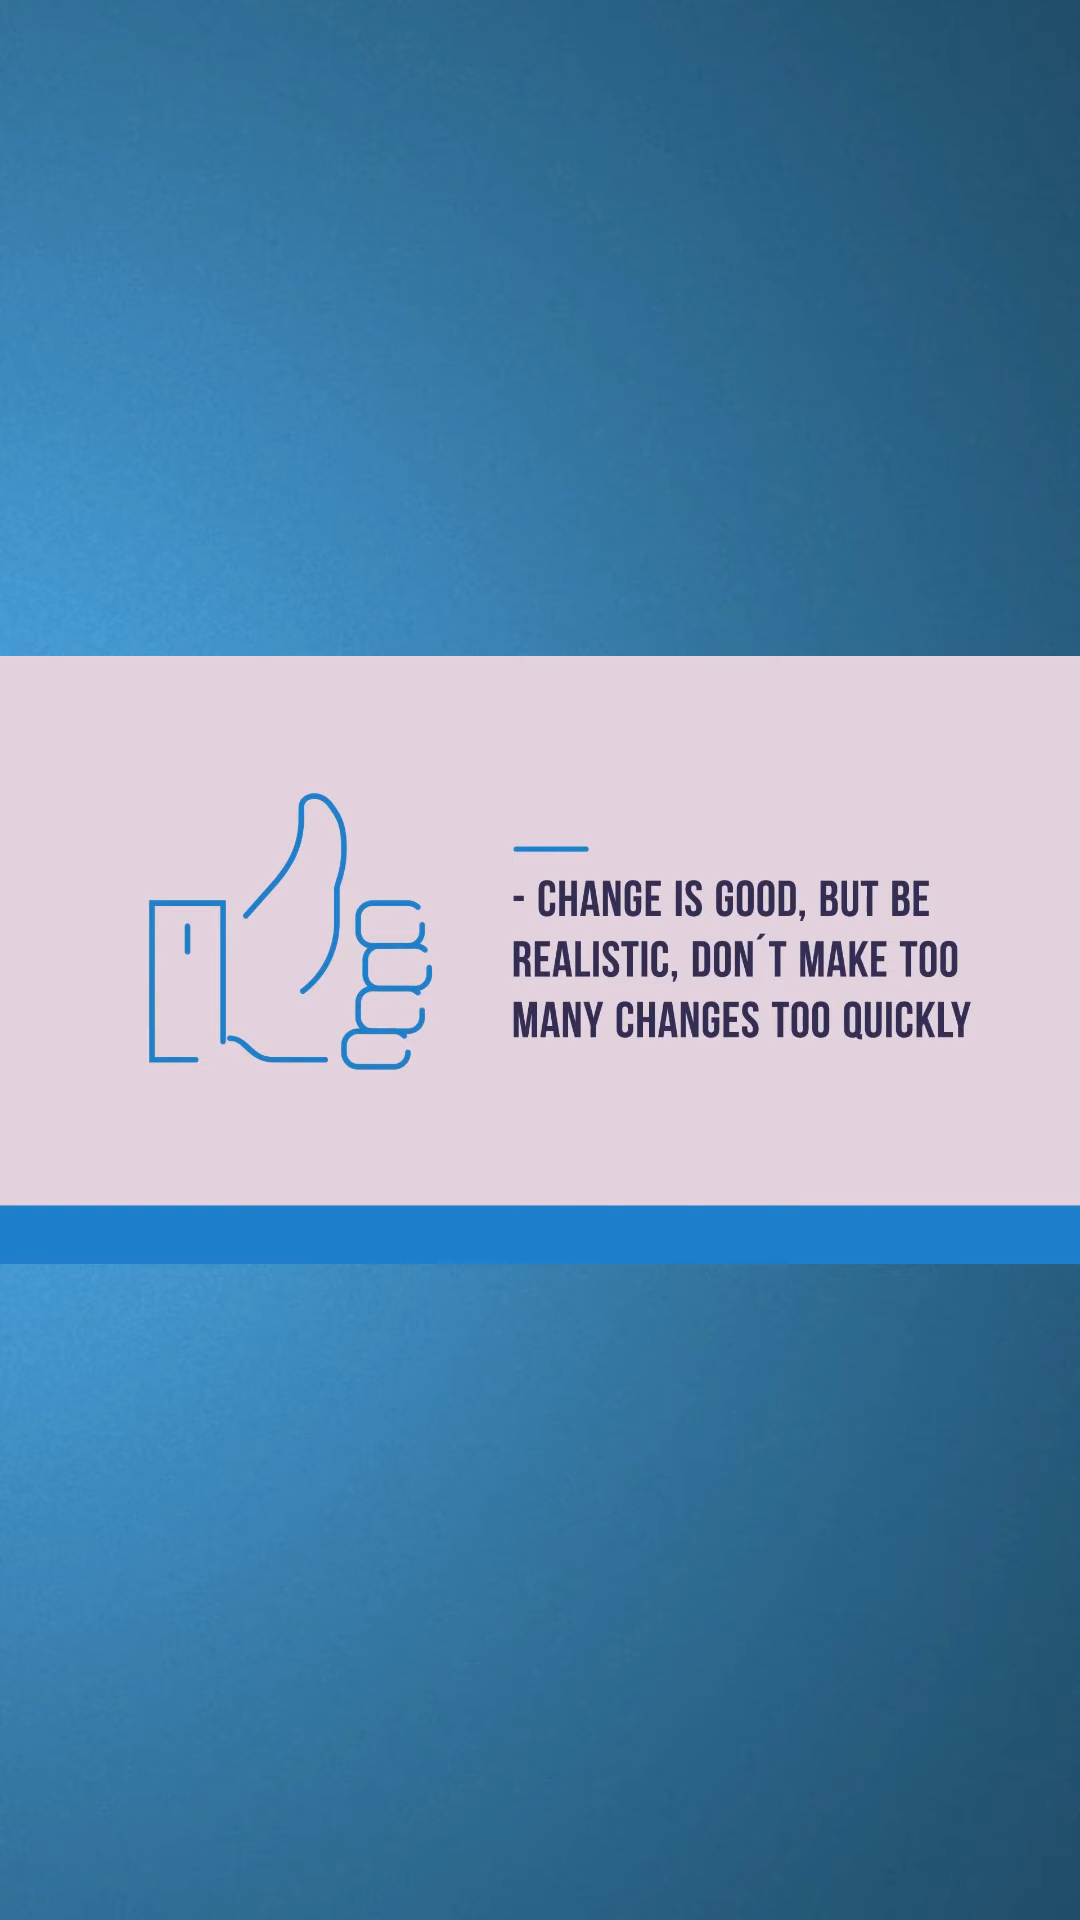 - CHANGE IS GOOD, BUT BE
REALISTIC, DON´T MAKE TOO
MANY CHANGES TOO QUICKLY